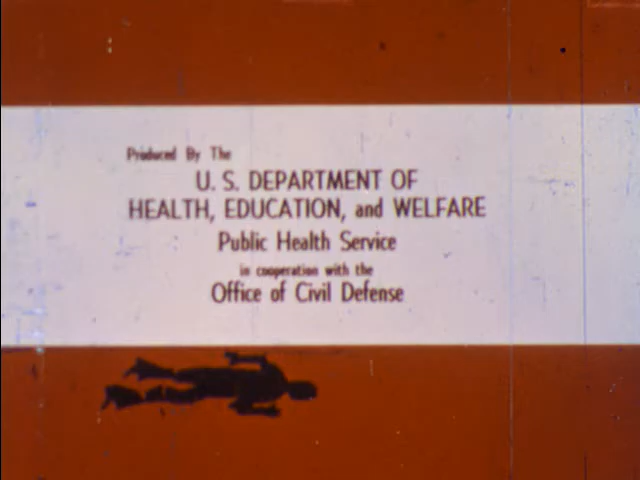 Produced By The
U. S. DEPARTMENT OF
HEALTH, EDUCATION, and WELFARE
Public Health Service
in cooperation with the
Office of Civil Defense